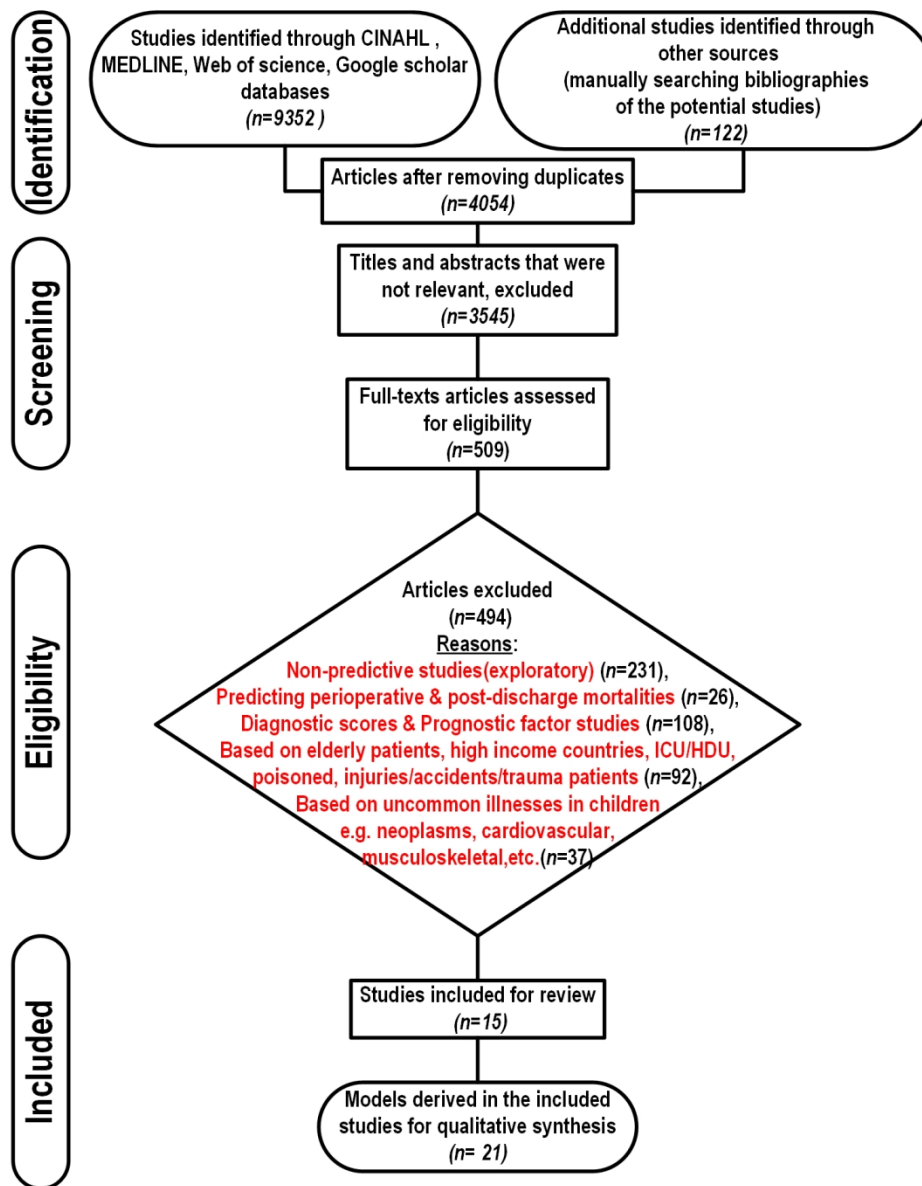 Identification
Studies identified through CINAHL ,
MEDLINE, Web of science, Google scholar
databases
(n=9352 )
Additional studies identified through
other sources
(manually searching bibliographies
of the potential studies)
(n=122)
Articles after removing duplicates
(n=4054)
Screening
Titles and abstracts that were
not relevant, excluded
(n=3545)
Full-texts articles assessed
for eligibility
(n=509)
Eligibility
Articles excluded
(n=494)
Reasons:
Non-predictive studies(exploratory) (n=231),
Predicting perioperative & post-discharge mortalities (n=26),
Diagnostic scores & Prognostic factor studies (n=108),
Based on elderly patients, high income countries, ICU/HDU,
poisoned, injuries/accidents/trauma patients (n=92),
Based on uncommon illnesses in children
e.g. neoplasms, cardiovascular,
musculoskeletal,etc.(n=37)
Included
Studies included for review
(n=15)
Models derived in the included
studies for qualitative synthesis
(n= 21)